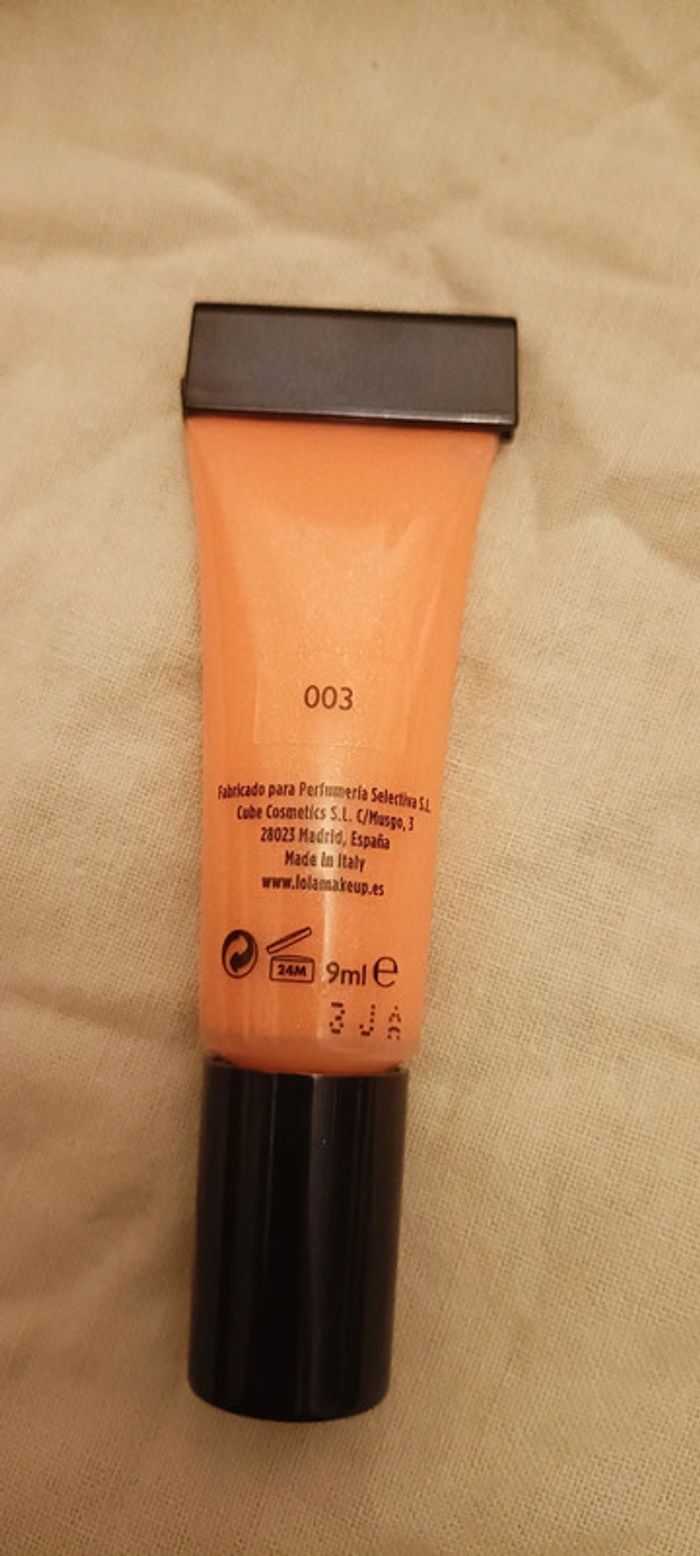 003
Fabricado para Perfumería Selectiva S.L.
Cube Cosmetics S.L. C/Musgo, 3
28023 Madrid, España
Made in Italy
www.lolamakeup.es
24M 9ml e